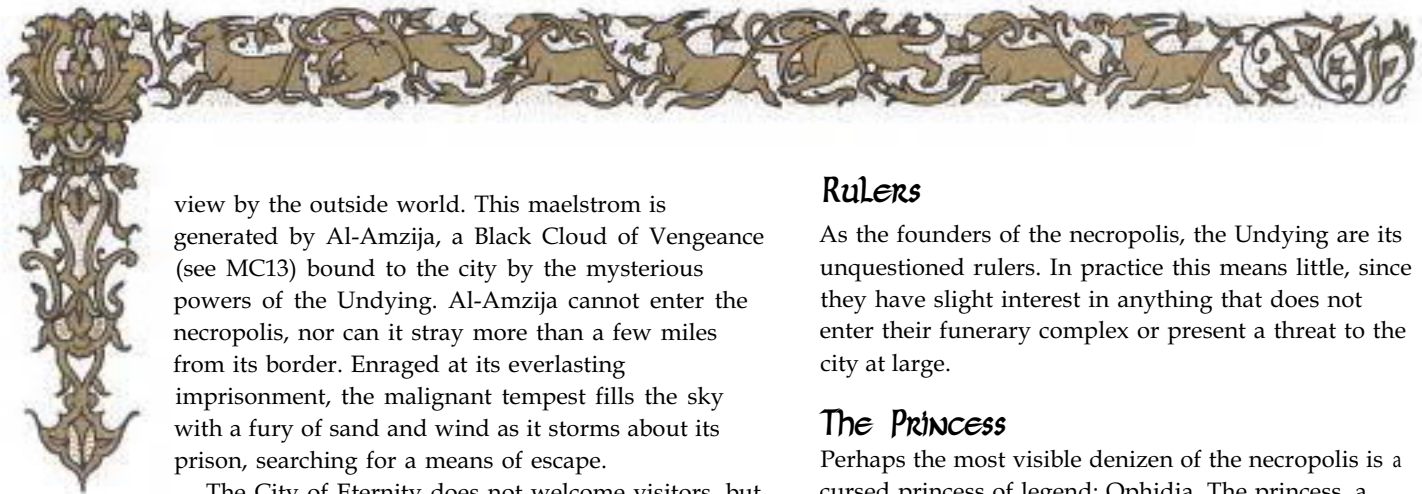 view by the outside world. This maelstrom is
generated by Al-Amzija, a Black Cloud of Vengeance
(see MC13) bound to the city by the mysterious
powers of the Undying. Al-Amzija cannot enter the
necropolis, nor can it stray more than a few miles
from its border. Enraged at its everlasting
imprisonment, the malignant tempest fills the sky
with a fury of sand and wind as it storms about its
prison, searching for a means of escape.
The City of Eternity does not welcome visitors, but
Rulers
As the founders of the necropolis, the Undying are its
unquestioned rulers. In practice this means little, since
they have slight interest in anything that does not
enter their funerary complex or present a threat to the
city at large.
The Princess
Perhaps the most visible denizen of the necropolis is a
cursed princess of legend: Ophidia. The princess, a